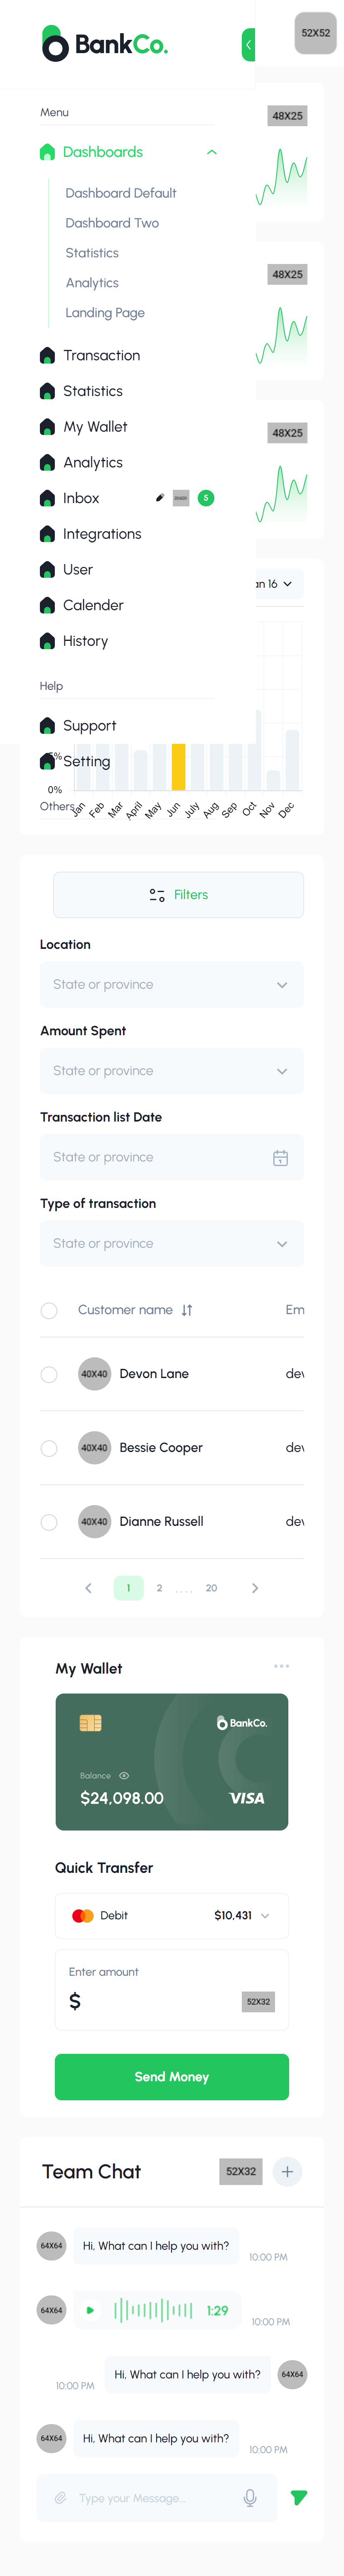 BankCo.
52X52
Menu
48X25
Dashboards
Dashboard Default
Dashboard Two
Statistics
Analytics
48X25
Landing Page
Transaction
Statistics
My Wallet
48X25
Analytics
Inbox
5
Integrations
User
an 16
Calender
History
Help
Support
5%
Setting
0%
Others
Jan Feb Mar April May Jun July Aug Sep Oct Nov Dec
Filters
Location
State or province
Amount Spent
State or province
Transaction list Date
State or province
Type of transaction
State or province
Customer name
Em
40X40 Devon Lane
dev
40X40 Bessie Cooper
dev
40X40 Dianne Russell
dev
1 2 .... 20
My Wallet
BankCo.
Balance
$24,098.00
VISA
Quick Transfer
Debit $10,431
Enter amount
$ 52X32
Send Money
Team Chat 52X32
64X64 Hi, What can I help you with?
10:00 PM
64X64 1:29
10:00 PM
Hi, What can I help you with? 64X64
10:00 PM
64X64 Hi, What can I help you with?
10:00 PM
Type your Message...